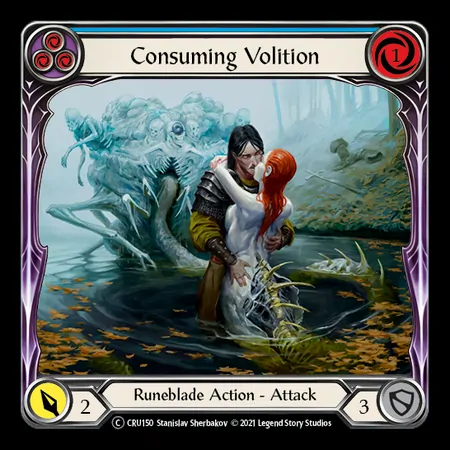 Consuming Volition
1
Runeblade Action - Attack
2
3
C CRU150 Stanislav Sherbakov © 2021 Legend Story Studios